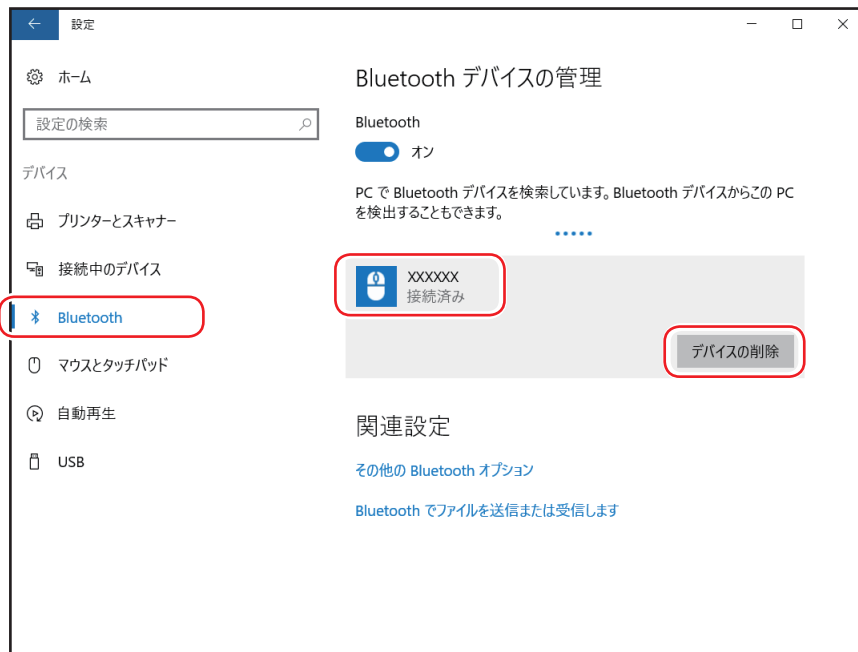 設定
ホーム
設定の検索
デバイス
プリンターとスキャナー
接続中のデバイス
Bluetooth
マウスとタッチパッド
自動再生
USB
Bluetooth デバイスの管理
Bluetooth
オン
PC で Bluetooth デバイスを検索しています。Bluetooth デバイスからこの PC
を検出することもできます。
XXXXXX
接続済み
デバイスの削除
関連設定
その他の Bluetooth オプション
Bluetooth でファイルを送信または受信します